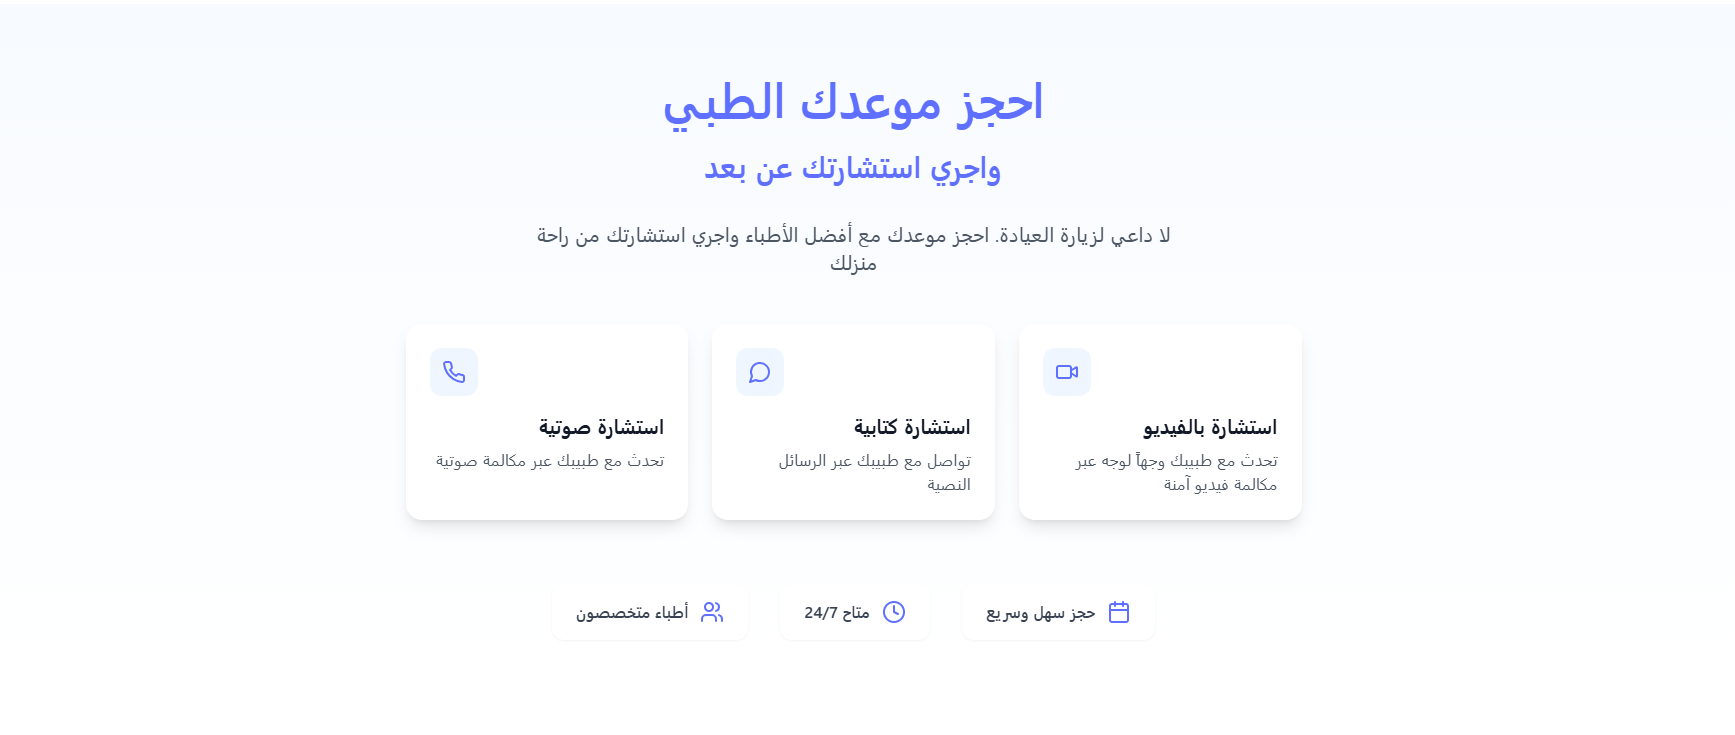 احجز موعدك الطبي
واجري استشارتك عن بعد
لا داعي لزيارة العيادة. احجز موعدك مع أفضل الأطباء واجري استشارتك من راحة
منزلك
استشارة بالفيديو
تحدث مع طبيبك وجهاً لوجه عبر
مكالمة فيديو آمنة
استشارة كتابية
تواصل مع طبيبك عبر الرسائل
النصية
استشارة صوتية
تحدث مع طبيبك عبر مكالمة صوتية
حجز سهل وسريع
متاح 24/7
أطباء متخصصون